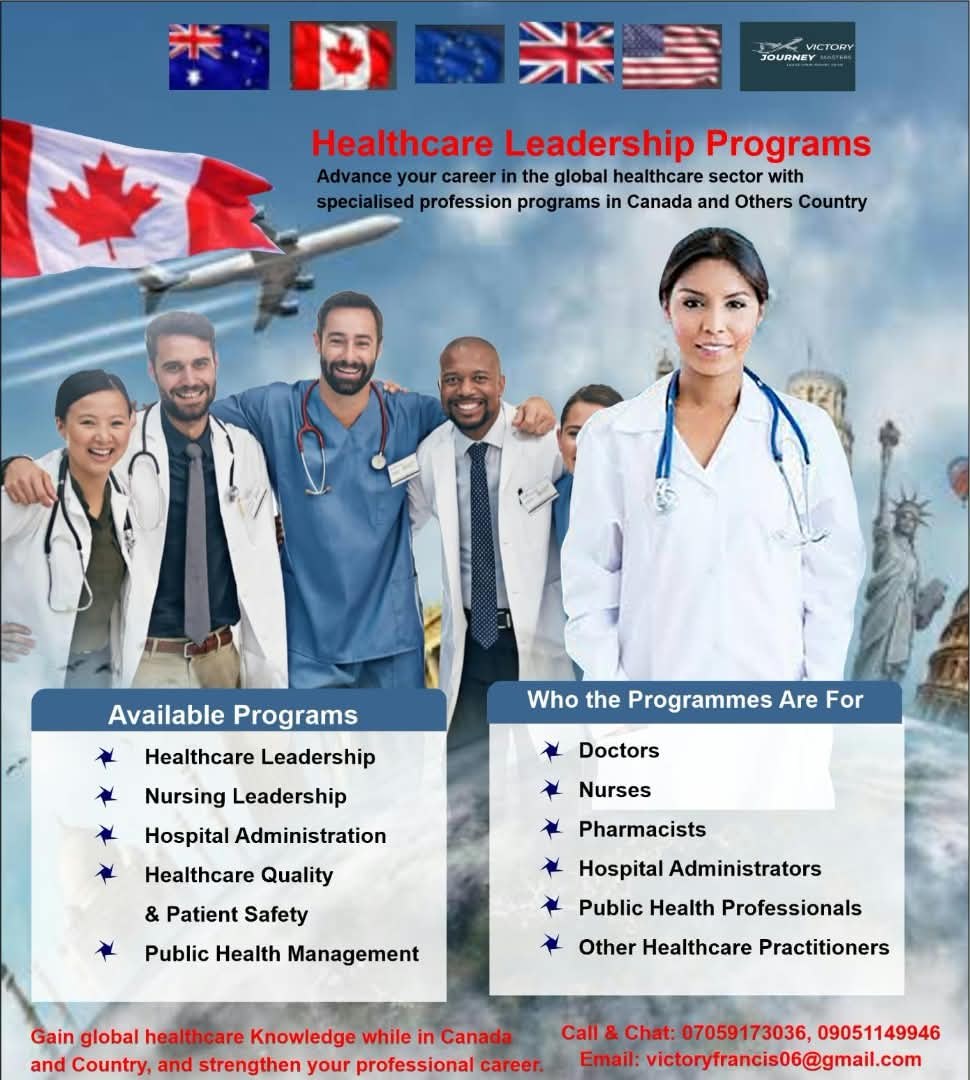 VICTORY
JOURNEY MASTERS
Healthcare Leadership Programs
Advance your career in the global healthcare sector with
specialised profession programs in Canada and Others Country
Available Programs
Healthcare Leadership
Nursing Leadership
Hospital Administration
Healthcare Quality
& Patient Safety
Public Health Management
Who the Programmes Are For
Doctors
Nurses
Pharmacists
Hospital Administrators
Public Health Professionals
Other Healthcare Practitioners
Gain global healthcare Knowledge while in Canada
and Country, and strengthen your professional career.
Call & Chat: 07059173036, 09051149946
Email: victoryfrancis06@gmail.com